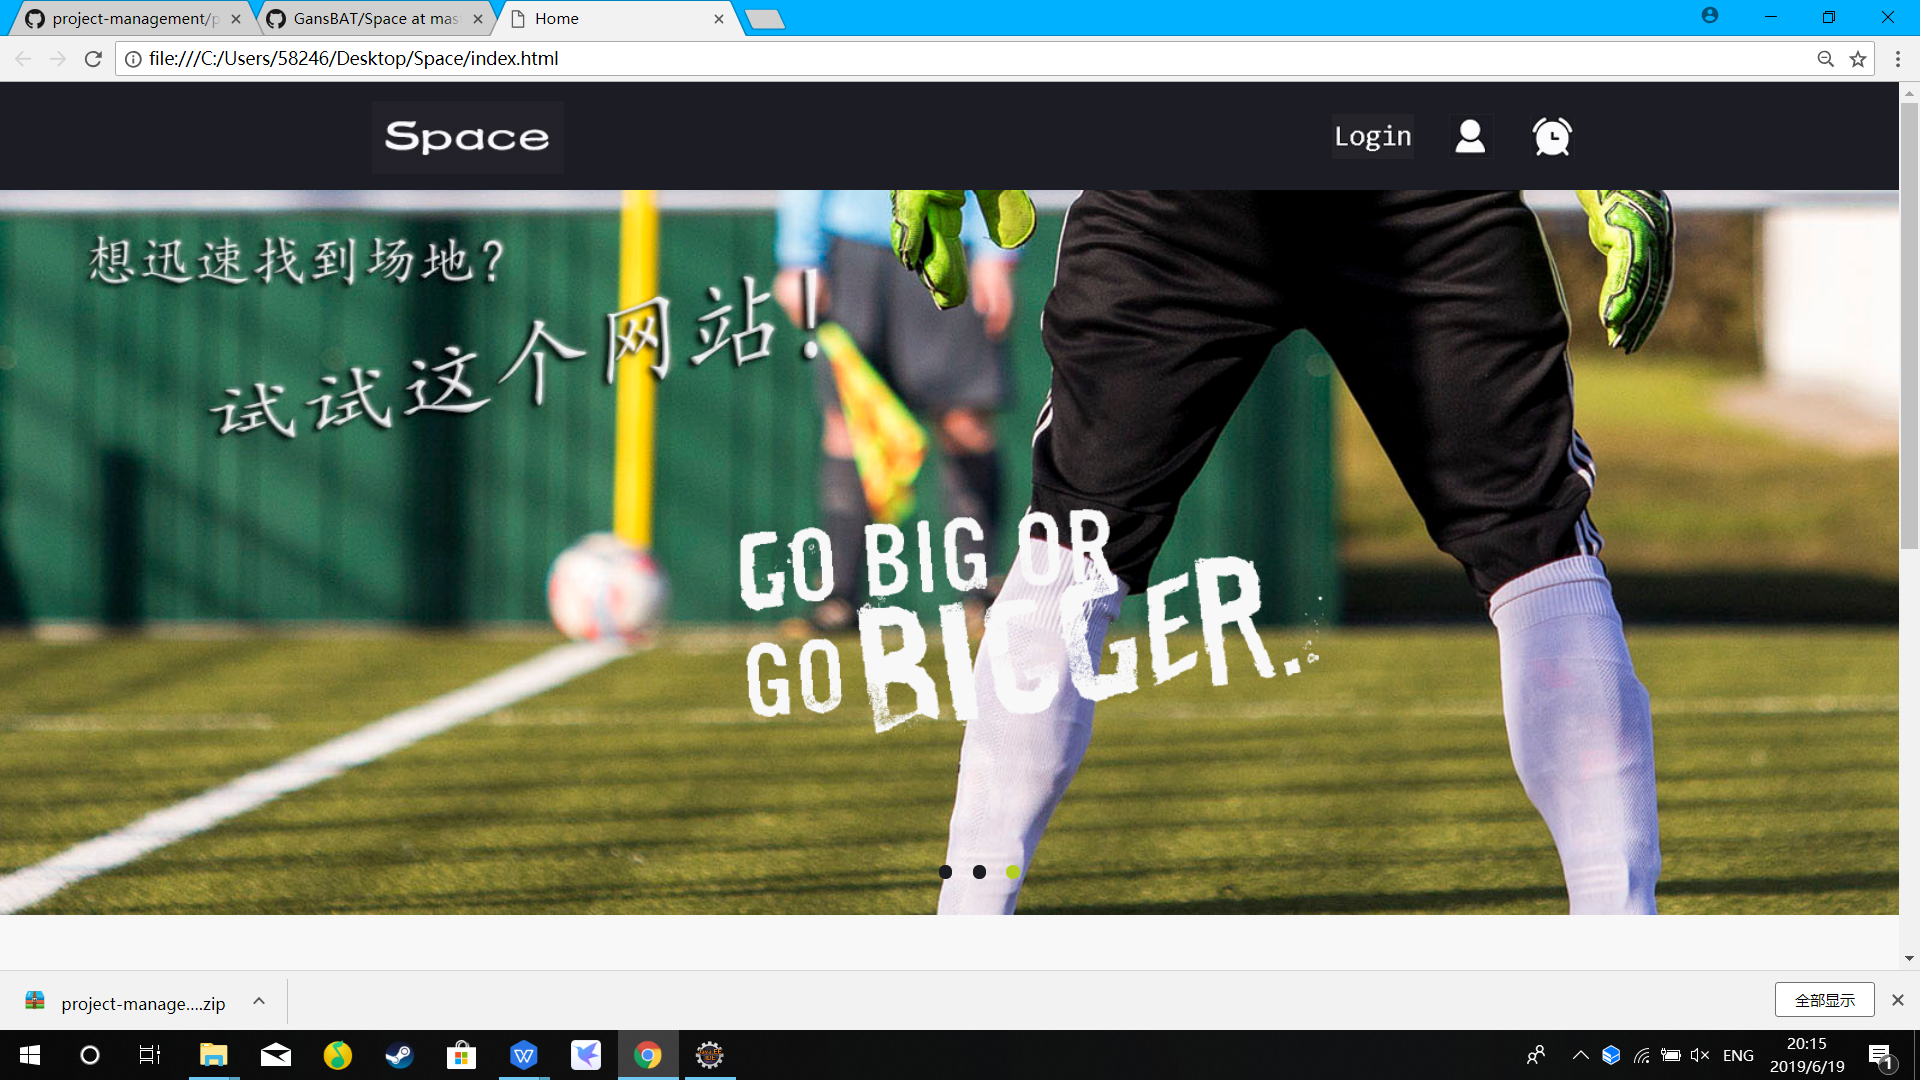 project-management/p
GansBAT/Space at mas
Home
file:///C:/Users/58246/Desktop/Space/index.html
Space
Login
想迅速找到场地?
试试这个网站!
GO BIG OR
GO BIGGER.
project-manage....zip
全部显示
ENG
20:15
2019/6/19
1